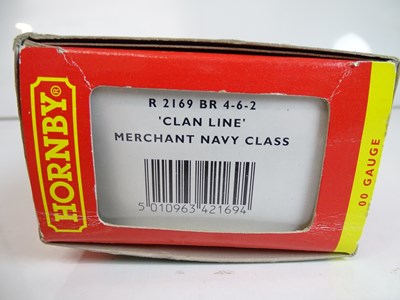 HORNBY®
R 2169 BR 4-6-2
'CLAN LINE'
MERCHANT NAVY CLASS
5 010963 421694
00 GAUGE